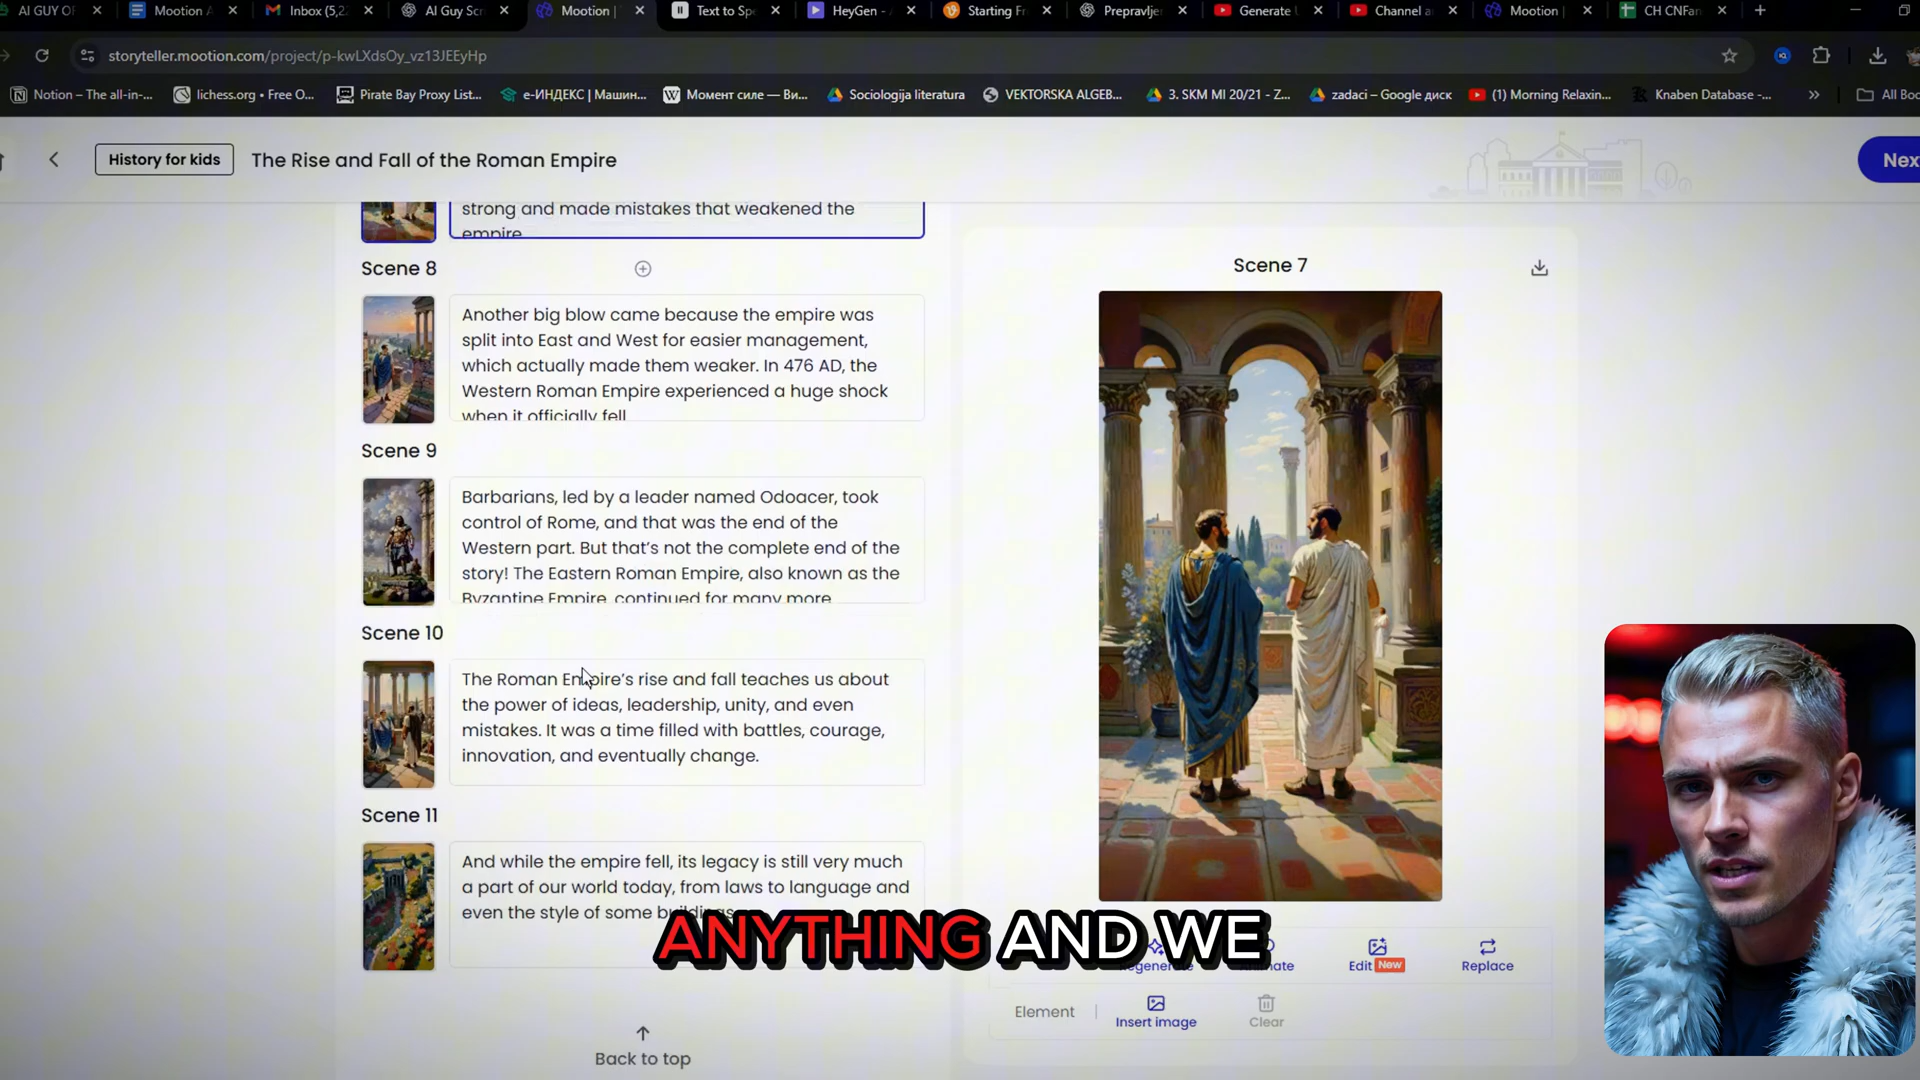 AI GUY OF
Mootion A
Inbox (5,2
AI Guy Scr
Mootion |
Text to Spe
HeyGen - A
Starting Fr
Prepravlje
Generate U
Channel a
Mootion |
CH CNFan
storyteller.mootion.com/project/p-kwLXdsOy_vz13JEEyHp
Notion – The all-in-...
lichess.org • Free O...
Pirate Bay Proxy List...
е-ИНДЕКС | Машин...
Момент силе — Ви...
Sociologija literatura
VEKTORSKA ALGEB...
3. SKM MI 20/21 - Z...
zadaci – Google диск
(1) Morning Relaxin...
Knaben Database -...
»
All Boo
History for kids
The Rise and Fall of the Roman Empire
Nex
strong and made mistakes that weakened the
empire
Scene 8
Another big blow came because the empire was
split into East and West for easier management,
which actually made them weaker. In 476 AD, the
Western Roman Empire experienced a huge shock
when it officially fell
Scene 9
Barbarians, led by a leader named Odoacer, took
control of Rome, and that was the end of the
Western part. But that's not the complete end of the
story! The Eastern Roman Empire, also known as the
Byzantine Empire, continued for many more
Scene 10
The Roman Empire's rise and fall teaches us about
the power of ideas, leadership, unity, and even
mistakes. It was a time filled with battles, courage,
innovation, and eventually change.
Scene 11
And while the empire fell, its legacy is still very much
a part of our world today, from laws to language and
even the style of some buildings
Back to top
Scene 7
ANYTHING AND WE
Regenerate
Animate
Edit New
Replace
Element
Insert image
Clear